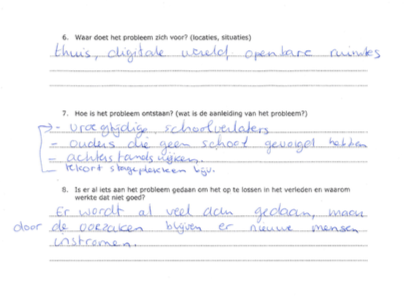 6. Waar doet het probleem zich voor? (locaties, situaties)
thuis, digitale wereld, openbare ruimtes
7. Hoe is het probleem ontstaan? (wat is de aanleiding van het probleem?)
- vroegtijdige schoolverlaters
- ouders die geen school gevolgd hebben
- achterstandswijken.
tekort stageplekken bijv.
8. Is er al iets aan het probleem gedaan om het op te lossen in het verleden en waarom
werkte dat niet goed?
Er wordt al veel aan gedaan, maar
door de oorzaken blijven er nieuwe mensen
instromen.